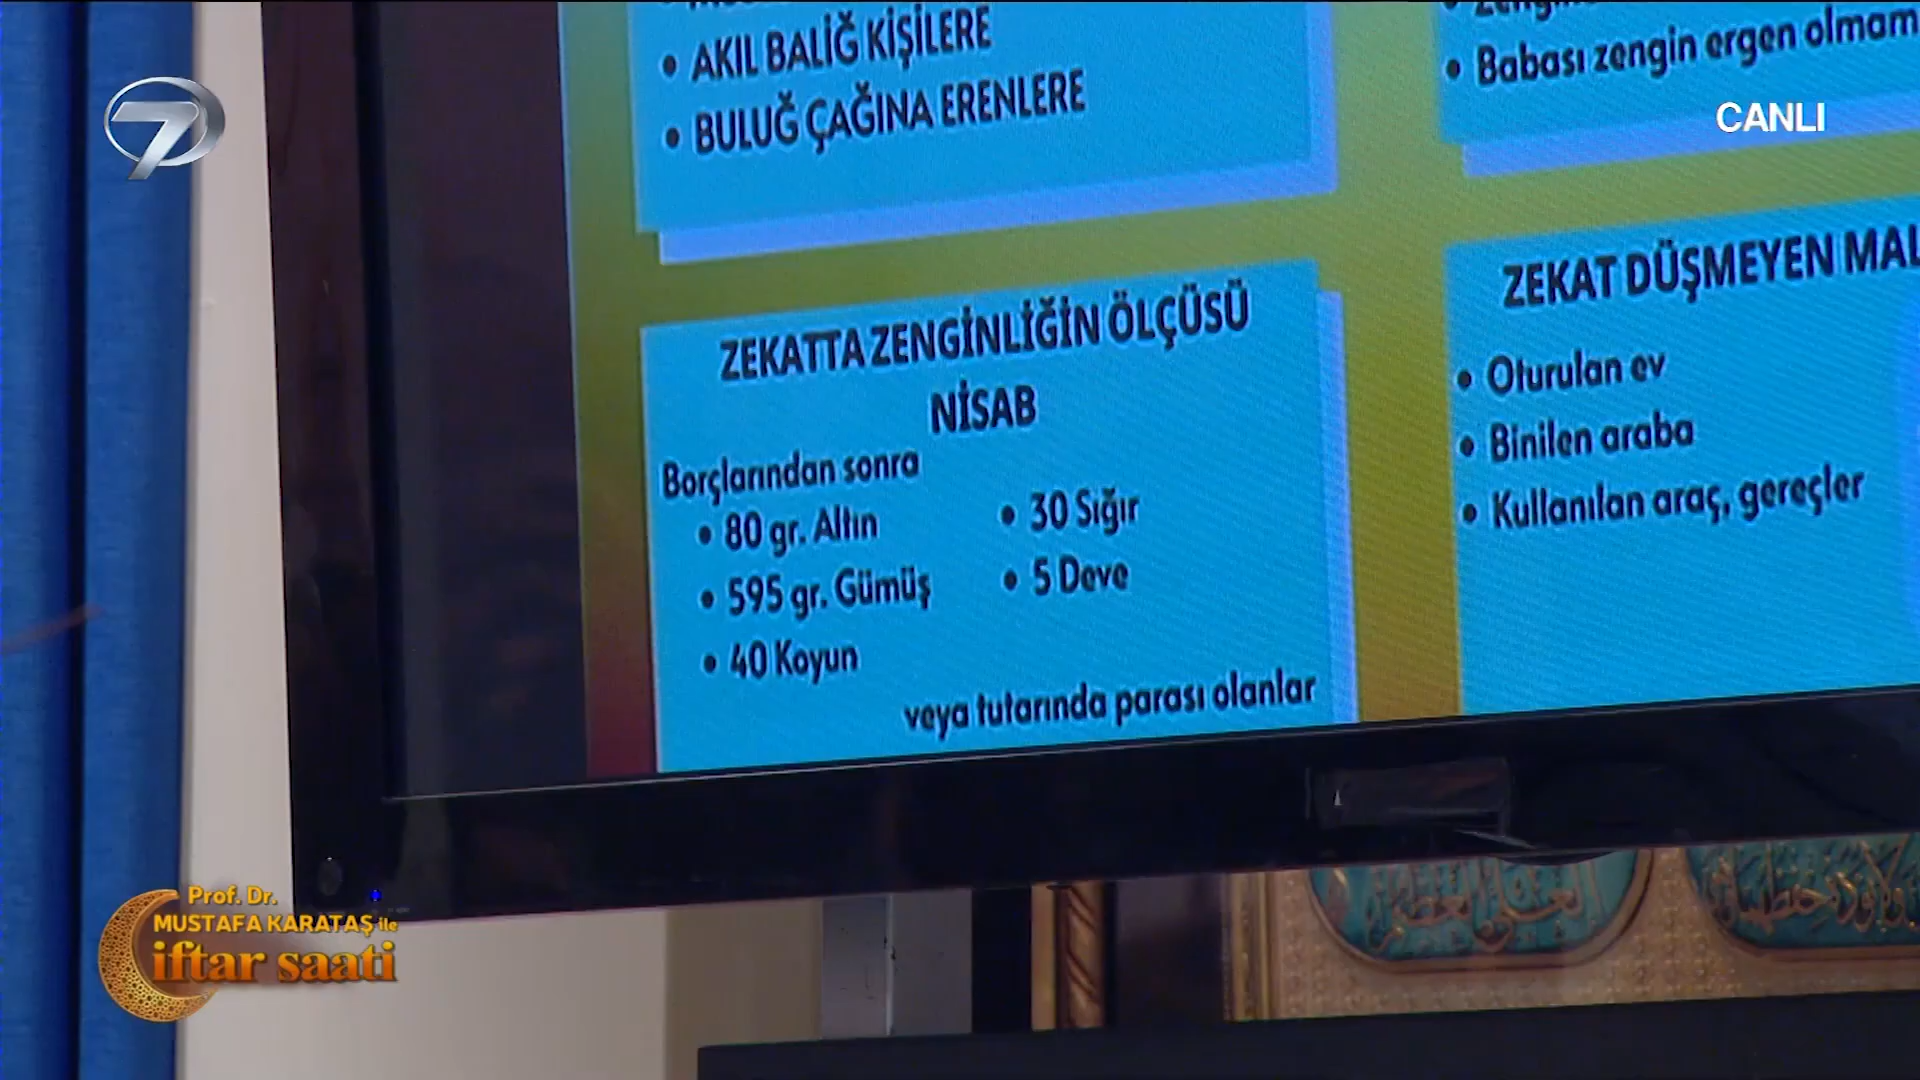 7
CANLI
• AKIL BALİĞ KİŞİLERE
• BULUĞ ÇAĞINA ERENLERE
• Babası zengin ergen
ZEKATTA ZENGİNLİĞİN ÖLÇÜSÜ
NİSAB
Borçlarından sonra
• 80 gr. Altın
• 595 gr. Gümüş
• 40 Koyun
• 30 Sığır
• 5 Deve
veya tutarında parası olanlar
ZEKAT DÜŞMEYEN
• Oturulan ev
• Binilen araba
• Kullanılan araç, gereçler
Prof. Dr.
MUSTAFA KARATAŞ ile
iftar saati